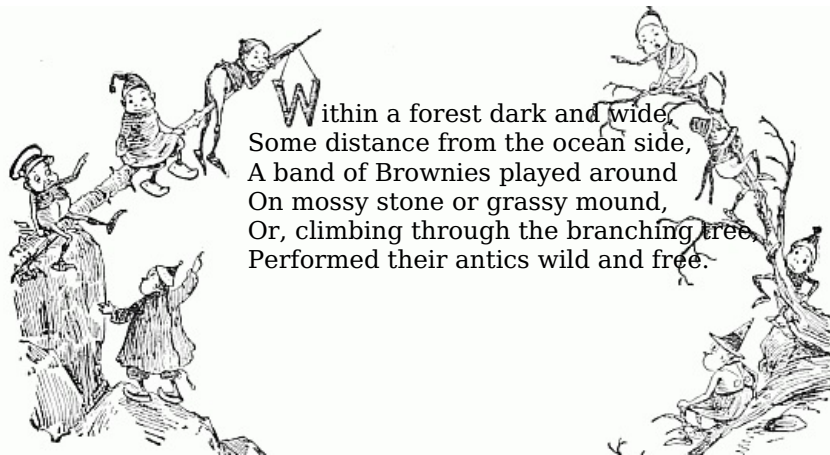 Within a forest dark and wide,
Some distance from the ocean side,
A band of Brownies played around
On mossy stone or grassy mound,
Or, climbing through the branching tree,
Performed their antics wild and free.